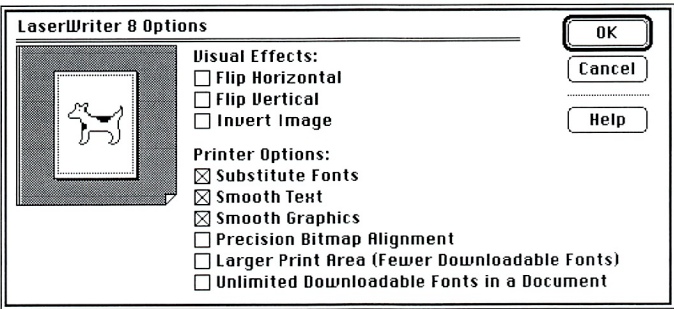 LaserWriter 8 Options
OK
Visual Effects:
Flip Horizontal
Cancel
Flip Vertical
Invert Image
Help
Printer Options:
Substitute Fonts
Smooth Text
Smooth Graphics
Precision Bitmap Alignment
Larger Print Area (Fewer Downloadable Fonts)
Unlimited Downloadable Fonts in a Document